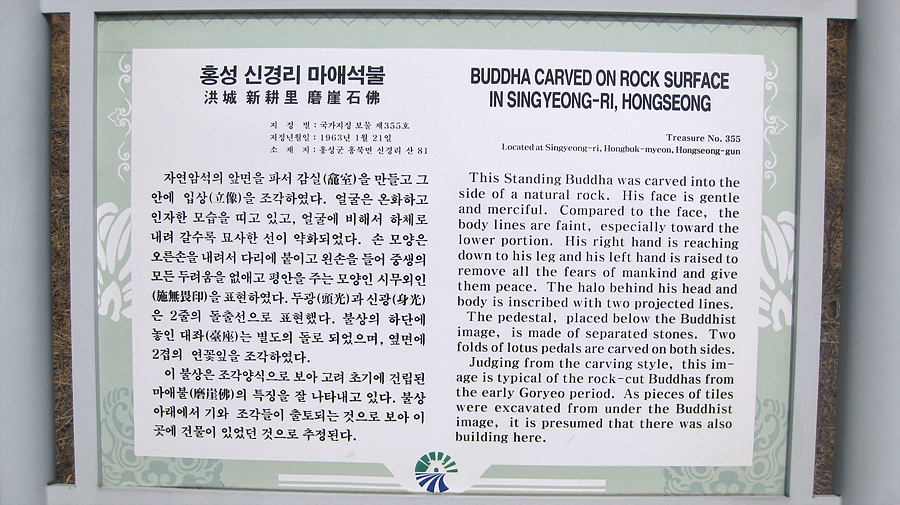 홍성 신경리 마애석불
洪城 新耕里 磨崖石佛
지 정 별 : 국가지정 보물 제355호
지정년월일 : 1963년 1월 21일
소 재 지 : 홍성군 홍북면 신경리 산 81
자연암석의 앞면을 파서 감실(龕室)을 만들고 그
안에 입상(立像)을 조각하였다. 얼굴은 온화하고
인자한 모습을 띠고 있고, 얼굴에 비해서 하체로
내려 갈수록 묘사한 선이 약화되었다. 손 모양은
오른손을 내려서 다리에 붙이고 왼손을 들어 중생의
모든 두려움을 없애고 평안을 주는 모양인 시무외인
(施無畏印)을 표현하였다. 두광(頭光)과 신광(身光)
은 2줄의 돌출선으로 표현했다. 불상의 하단에
놓인 대좌(臺座)는 별도의 돌로 되었으며, 옆면에
2겹의 연꽃잎을 조각하였다.
이 불상은 조각양식으로 보아 고려 초기에 건립된
마애불(磨崖佛)의 특징을 잘 나타내고 있다. 불상
아래에서 기와 조각들이 출토되는 것으로 보아 이
곳에 건물이 있었던 것으로 추정된다.
BUDDHA CARVED ON ROCK SURFACE
IN SINGYEONG-RI, HONGSEONG
Treasure No. 355
Located at Singyeong-ri, Hongbuk-myeon, Hongseong-gun
This Standing Buddha was carved into the
side of a natural rock. His face is gentle
and merciful. Compared to the face, the
body lines are faint, especially toward the
lower portion. His right hand is reaching
down to his leg and his left hand is raised to
remove all the fears of mankind and give
them peace. The halo behind his head and
body is inscribed with two projected lines.
The pedestal, placed below the Buddhist
image, is made of separated stones. Two
folds of lotus pedals are carved on both sides.
Judging from the carving style, this im-
age is typical of the rock-cut Buddhas from
the early Goryeo period. As pieces of tiles
were excavated from under the Buddhist
image, it is presumed that there was also
building here.